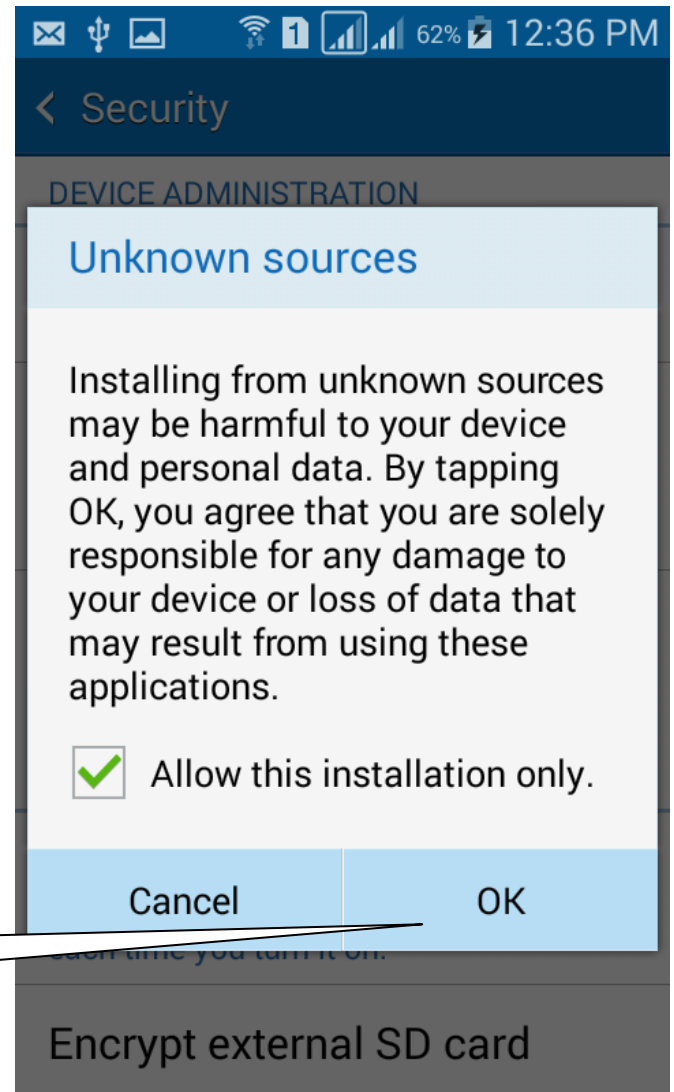 1 62% 12:36 PM
Security
DEVICE ADMINISTRATION
Unknown sources
Installing from unknown sources
may be harmful to your device
and personal data. By tapping
OK, you agree that you are solely
responsible for any damage to
your device or loss of data that
may result from using these
applications.
Allow this installation only.
Cancel OK
each time you turn it on.
Encrypt external SD card